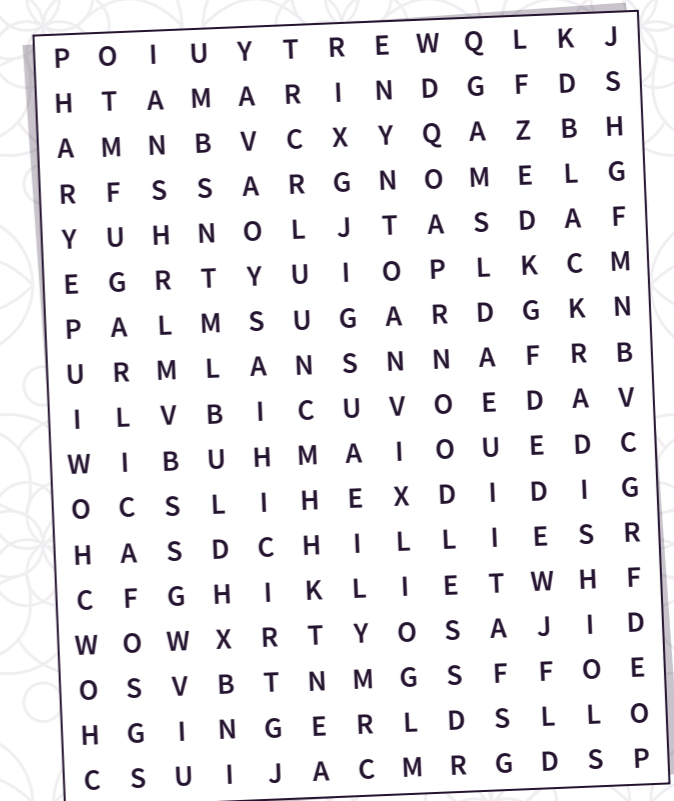 P O I U Y T R E W Q L K J
H T A M A R I N D G F D S
A M N B V C X Y Q A Z B H
R F S S A R G N O M E L G
Y U H N O L J T A S D A F
E G R T Y U I O P L K C M
P A L M S U G A R D G K N
U R M L A N S N N A F R B
I L V B I C U V O E D A V
W I B U H M A I O U E D C
O C S L I H E X D I D I G
H A S D C H I L L I E S R
C F G H I K L I E T W H F
W O W X R T Y O S A J I D
O S V B T N M G S F F O E
H G I N G E R L D S L L O
C S U I J A C M R G D S P